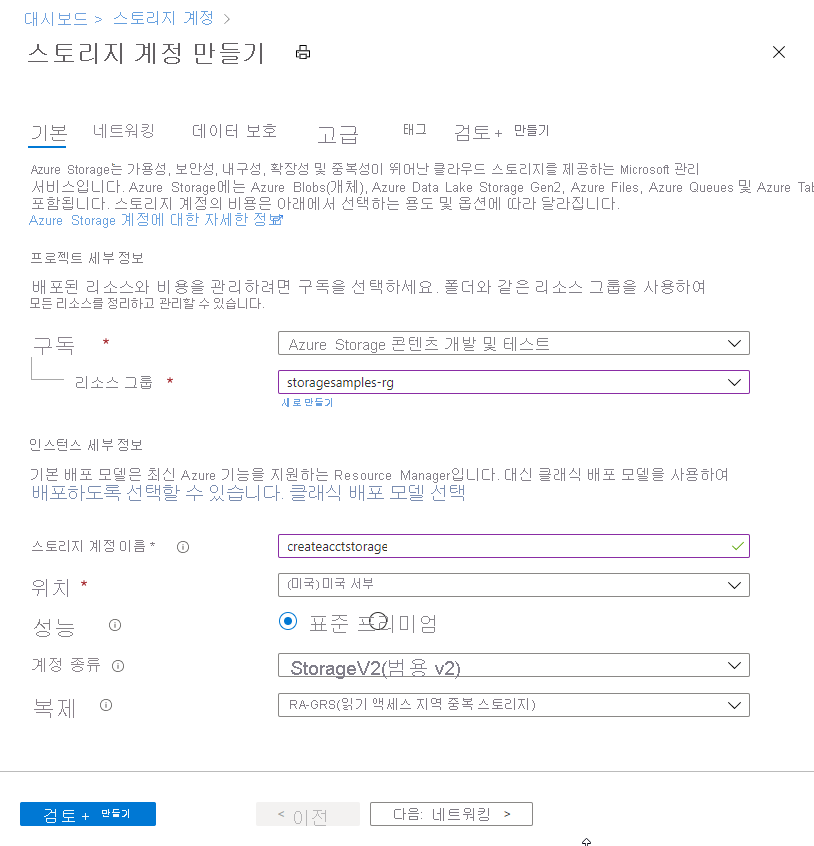 대시보드 > 스토리지 계정 >
스토리지 계정 만들기
기본 네트워킹 데이터 보호 고급 태그 검토 + 만들기
Azure Storage는 가용성, 보안성, 내구성, 확장성 및 중복성이 뛰어난 클라우드 스토리지를 제공하는 Microsoft 관리
서비스입니다. Azure Storage에는 Azure Blobs(개체), Azure Data Lake Storage Gen2, Azure Files, Azure Queues 및 Azure Tab
포함됩니다. 스토리지 계정의 비용은 아래에서 선택하는 용도 및 옵션에 따라 달라집니다.
Azure Storage 계정에 대한 자세한 정보
프로젝트 세부 정보
배포된 리소스와 비용을 관리하려면 구독을 선택하세요. 폴더와 같은 리소스 그룹을 사용하여
모든 리소스를 정리하고 관리할 수 있습니다.
구독 * Azure Storage 콘텐츠 개발 및 테스트
리소스 그룹 * storagesamples-rg
새로 만들기
인스턴스 세부 정보
기본 배포 모델은 최신 Azure 기능을 지원하는 Resource Manager입니다. 대신 클래식 배포 모델을 사용하여
배포하도록 선택할 수 있습니다. 클래식 배포 모델 선택
스토리지 계정 이름 * createacctstorage
위치 * (미국)미국 서부
성능 표준 프리미엄
계정 종류 StorageV2(범용 v2)
복제 RA-GRS(읽기 액세스 지역 중복 스토리지)
검토 + 만들기 < 이전 다음: 네트워킹 >